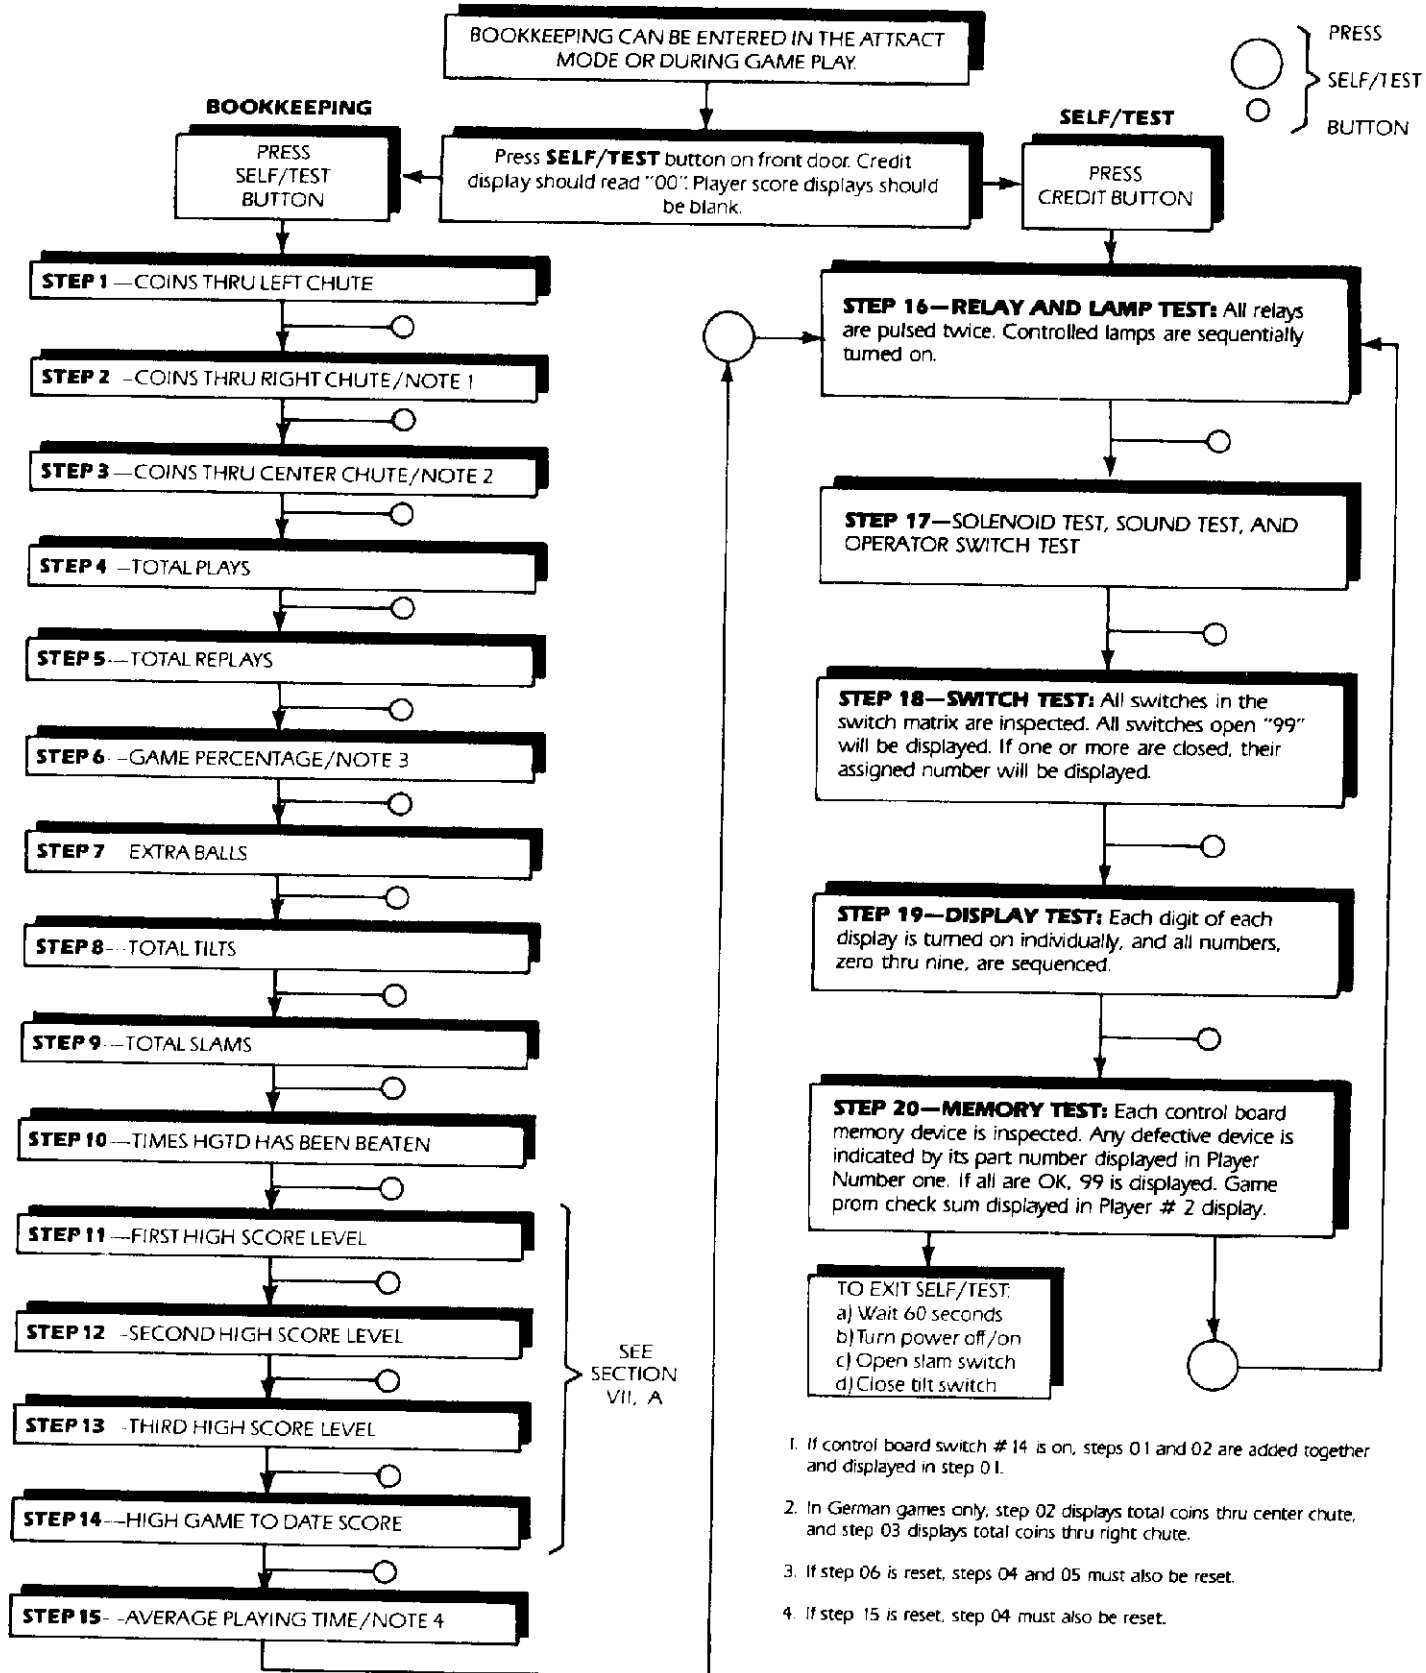 BOOKKEEPING CAN BE ENTERED IN THE ATTRACT
MODE OR DURING GAME PLAY.
PRESS
SELF/TEST
BUTTON
BOOKKEEPING
PRESS
SELF/TEST
BUTTON
Press SELF/TEST button on front door. Credit
display should read "00". Player score displays should
be blank.
SELF/TEST
PRESS
CREDIT BUTTON
STEP 1—COINS THRU LEFT CHUTE
STEP 2 -COINS THRU RIGHT CHUTE/NOTE 1
STEP 3—COINS THRU CENTER CHUTE/NOTE 2
STEP 4 -TOTAL PLAYS
STEP 5--TOTAL REPLAYS
STEP 6--GAME PERCENTAGE/NOTE 3
STEP 7 EXTRA BALLS
STEP 8--TOTAL TILTS
STEP 9--TOTAL SLAMS
STEP 10--TIMES HGTD HAS BEEN BEATEN
STEP 11—FIRST HIGH SCORE LEVEL
STEP 12 -SECOND HIGH SCORE LEVEL
STEP 13 -THIRD HIGH SCORE LEVEL
STEP 14--HIGH GAME TO DATE SCORE
STEP 15--AVERAGE PLAYING TIME/NOTE 4
SEE
SECTION
VII, A
STEP 16—RELAY AND LAMP TEST: All relays
are pulsed twice. Controlled lamps are sequentially
turned on.
STEP 17—SOLENOID TEST, SOUND TEST, AND
OPERATOR SWITCH TEST
STEP 18—SWITCH TEST: All switches in the
switch matrix are inspected. All switches open "99"
will be displayed. If one or more are closed, their
assigned number will be displayed.
STEP 19—DISPLAY TEST: Each digit of each
display is turned on individually, and all numbers,
zero thru nine, are sequenced.
STEP 20—MEMORY TEST: Each control board
memory device is inspected. Any defective device is
indicated by its part number displayed in Player
Number one. If all are OK, 99 is displayed. Game
prom check sum displayed in Player # 2 display.
TO EXIT SELF/TEST:
a) Wait 60 seconds
b) Turn power off/on
c) Open slam switch
d) Close tilt switch
1. If control board switch # 14 is on, steps 01 and 02 are added together
and displayed in step 01.
2. In German games only, step 02 displays total coins thru center chute,
and step 03 displays total coins thru right chute.
3. If step 06 is reset, steps 04 and 05 must also be reset.
4. If step 15 is reset, step 04 must also be reset.